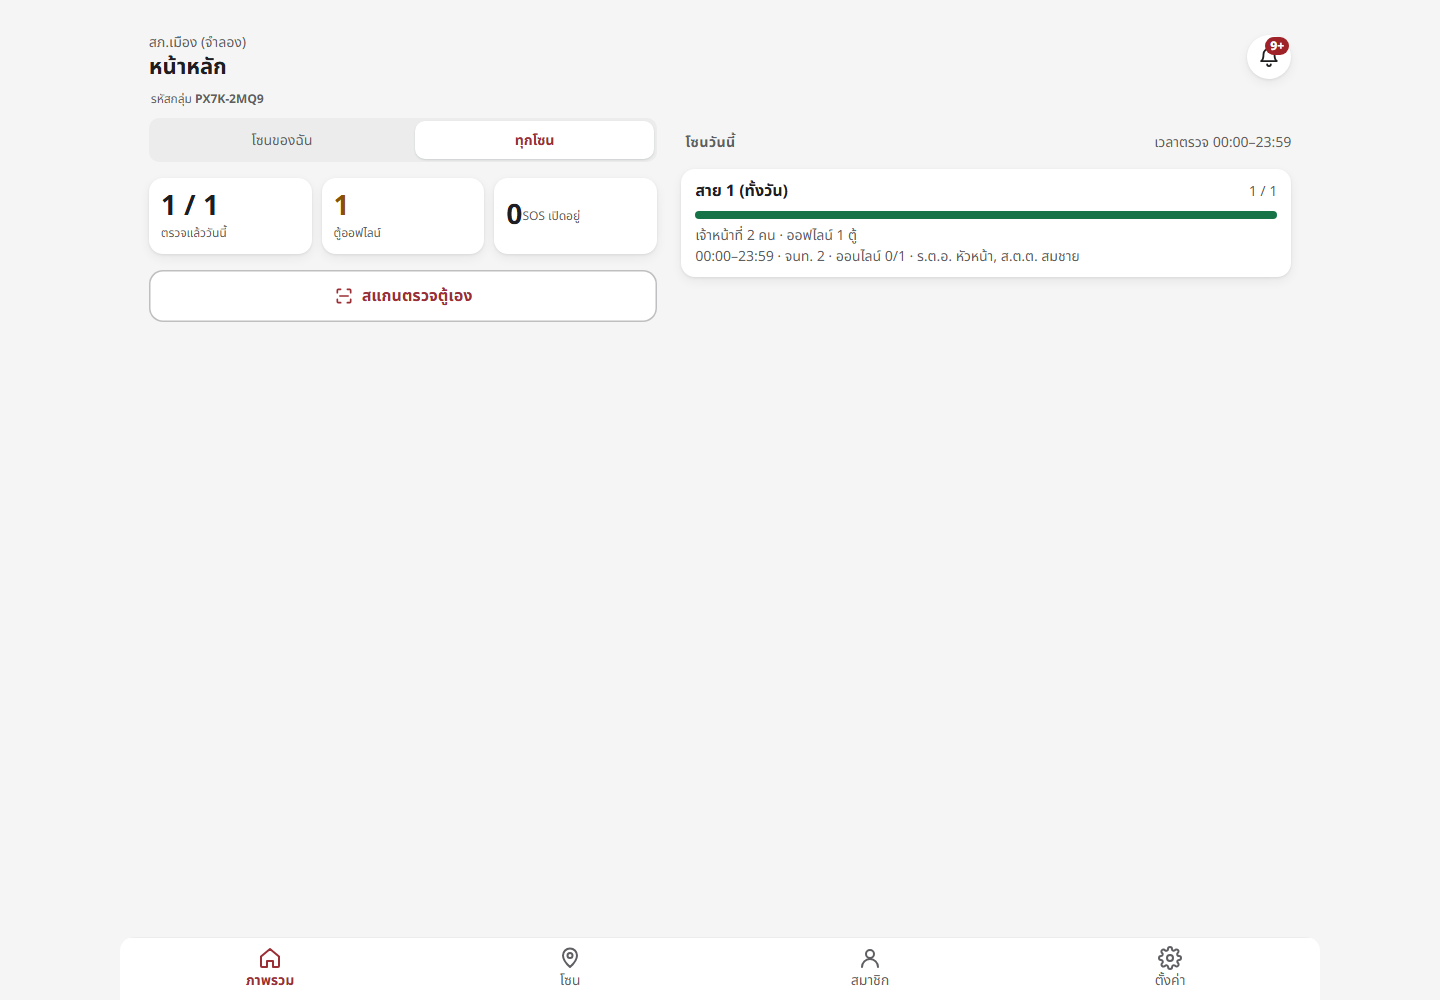 สภ.เมือง (จำลอง)
หน้าหลัก
9+
รหัสกลุ่ม PX7K-2MQ9
โซนของฉัน
ทุกโซน
1 / 1
ตรวจแล้ววันนี้
1
ตู้ออฟไลน์
0 SOS เปิดอยู่
สแกนตรวจตู้เอง
โซนวันนี้
เวลาตรวจ 00:00–23:59
สาย 1 (ทั้งวัน)
1 / 1
เจ้าหน้าที่ 2 คน · ออฟไลน์ 1 ตู้
00:00–23:59 · จนท. 2 · ออนไลน์ 0/1 · ร.ต.อ. หัวหน้า, ส.ต.ต. สมชาย
ภาพรวม
โซน
สมาชิก
ตั้งค่า